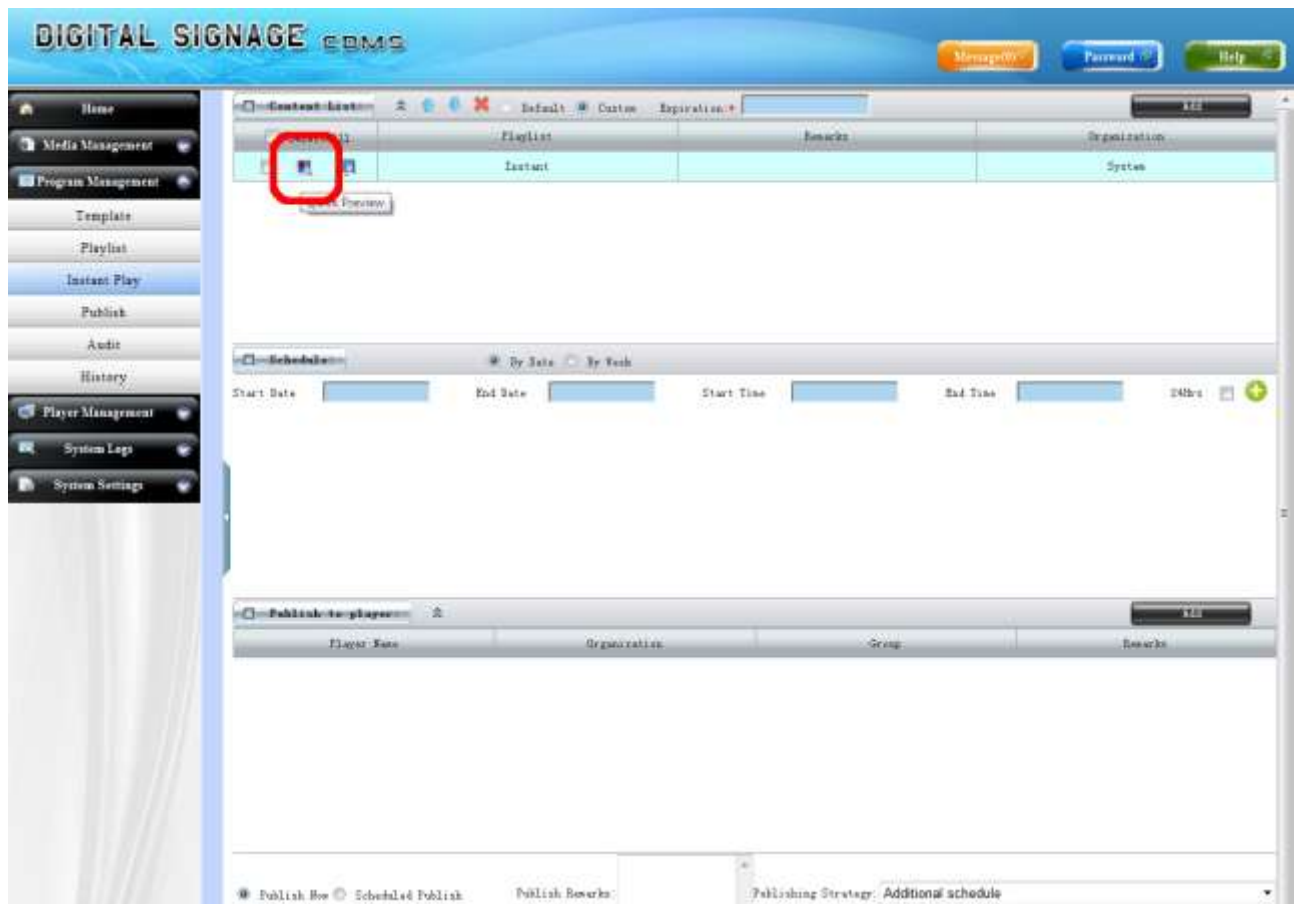 DIGITAL SIGNAGE CDMS
Message(0) Password Help
Home
Media Management
Program Management
Template
Playlist
Instant Play
Publish
Audit
History
Player Management
System Logs
System Settings
Content List Default Custom Expiration * Add
Playlist Remarks Organization
Instant System
Preview
Schedule By Date By Week
Start Date End Date Start Time End Time 24Hrs
Publish to player Add
Player Name Organization Group Remarks
Publish Now Scheduled Publish Publish Remarks: Publishing Strategy: Additional schedule